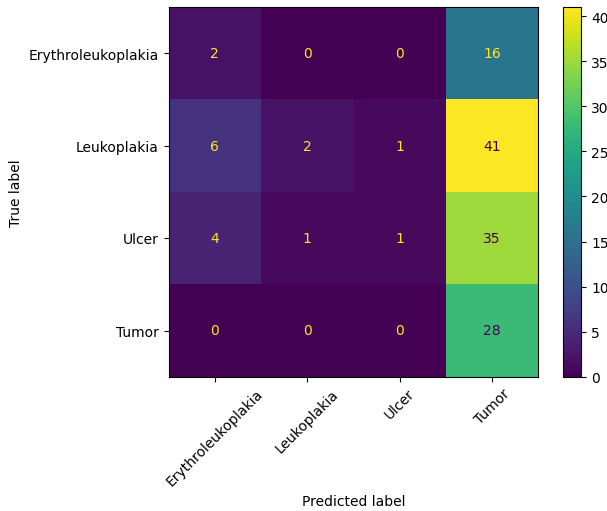 Erythroleukoplakia 2 0 0 16
Leukoplakia 6 2 1 41
Ulcer 4 1 1 35
Tumor 0 0 0 28
True label
Erythroleukoplakia Leukoplakia Ulcer Tumor
Predicted label
40
35
30
25
20
15
10
5
0